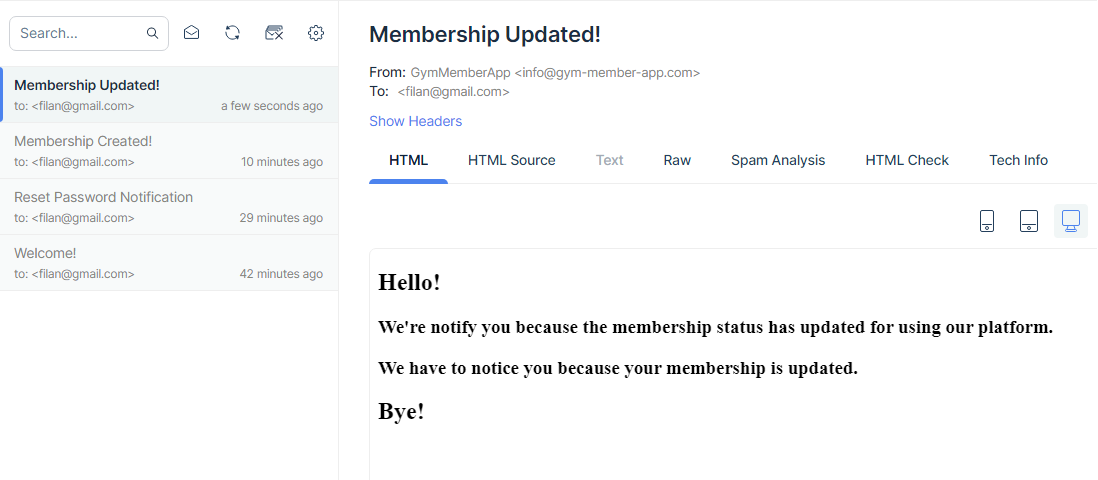 Search...
Membership Updated!
to: <filan@gmail.com> a few seconds ago
Membership Created!
to: <filan@gmail.com> 10 minutes ago
Reset Password Notification
to: <filan@gmail.com> 29 minutes ago
Welcome!
to: <filan@gmail.com> 42 minutes ago
Membership Updated!
From: GymMemberApp <info@gym-member-app.com>
To: <filan@gmail.com>
Show Headers
HTML HTML Source Text Raw Spam Analysis HTML Check Tech Info
Hello!
We're notify you because the membership status has updated for using our platform.
We have to notice you because your membership is updated.
Bye!